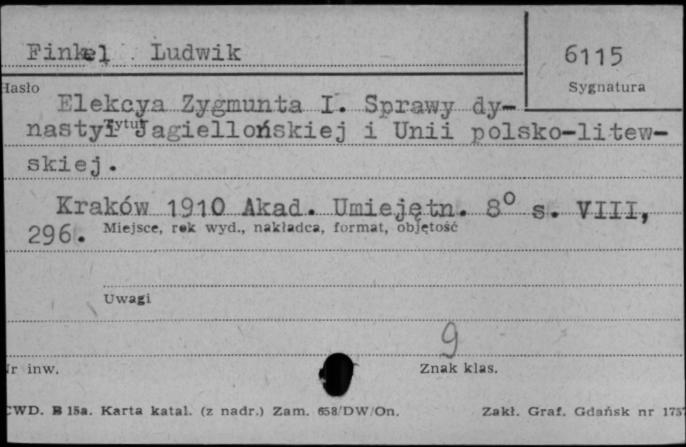 Finkel Ludwik
6115
Hasło
Sygnatura
Elekcya Zygmunta I. Sprawy dy-
nastyi Jagiellońskiej i Unii polsko-litew-
Tytuł
skiej.
Kraków 1910 Akad. Umiejętn. 8° s. VIII,
296.
Miejsce, rok wyd., nakładca, format, objętość
Uwagi
9
Nr inw.
Znak klas.
CWD. B 15a. Karta katal. (z nadr.) Zam. 658/DW/On.
Zakł. Graf. Gdańsk nr 1757